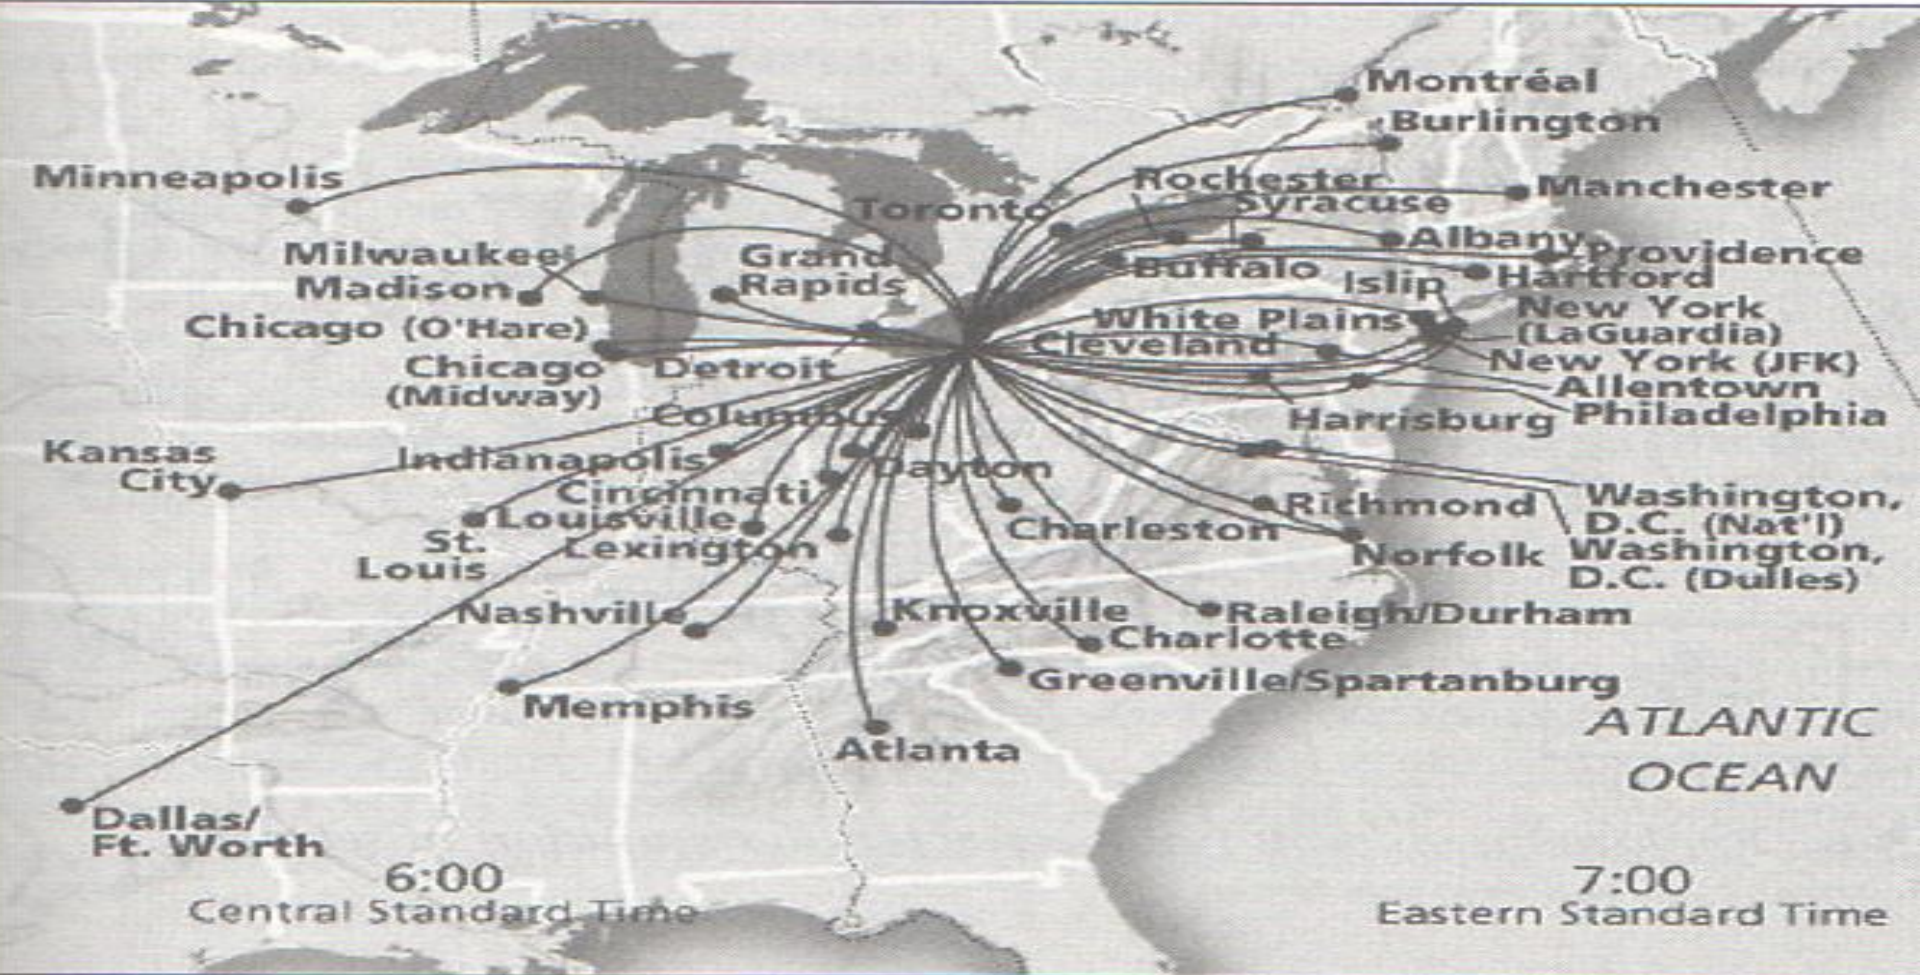 Montréal
Burlington
Minneapolis
Rochester
Manchester
Toronto
Syracuse
Milwaukee
Grand
Albany
Providence
Madison
Rapids
Buffalo
Islip
Hartford
Chicago (O'Hare)
White Plains
New York
(LaGuardia)
Cleveland
Chicago
(Midway)
Detroit
New York (JFK)
Allentown
Columbus
Harrisburg
Philadelphia
Kansas
City
Indianapolis
Dayton
Cincinnati
Washington,
D.C. (Nat'l)
Louisville
Richmond
St.
Louis
Lexington
Charleston
Norfolk
Washington,
D.C. (Dulles)
Nashville
Knoxville
Raleigh/Durham
Charlotte
Greenville/Spartanburg
Memphis
Atlanta
ATLANTIC
OCEAN
Dallas/
Ft. Worth
6:00
Central Standard Time
7:00
Eastern Standard Time